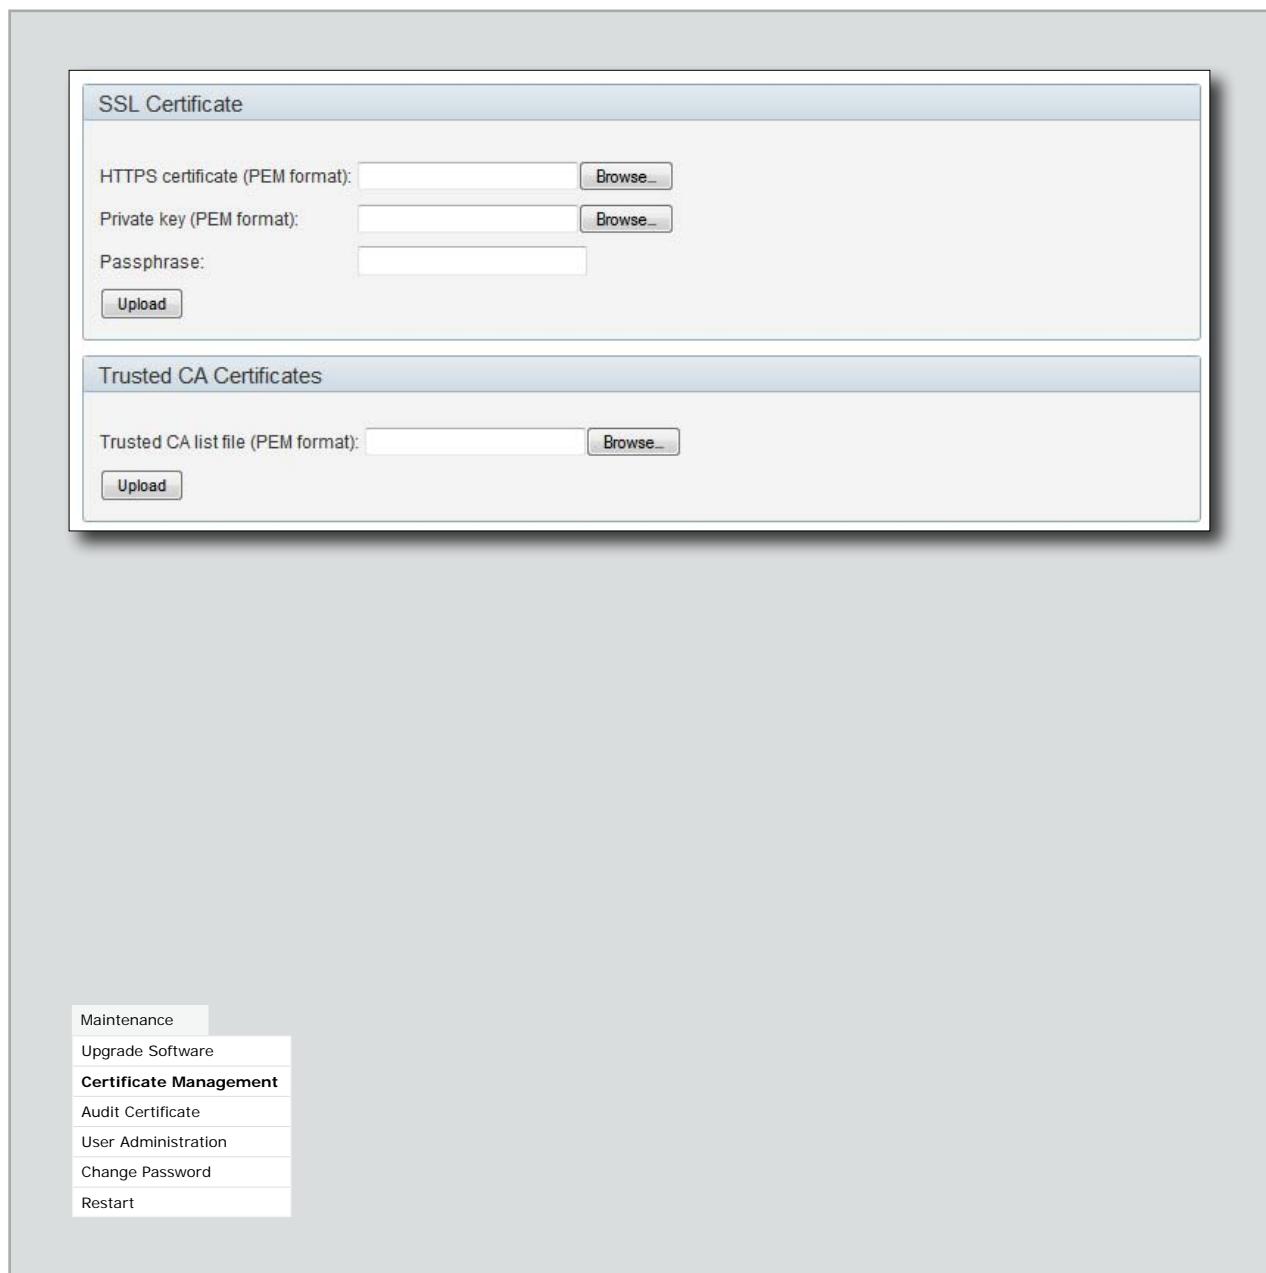 SSL Certificate
HTTPS certificate (PEM format): Browse...
Private key (PEM format): Browse...
Passphrase:
Upload
Trusted CA Certificates
Trusted CA list file (PEM format): Browse...
Upload
Maintenance
Upgrade Software
Certificate Management
Audit Certificate
User Administration
Change Password
Restart